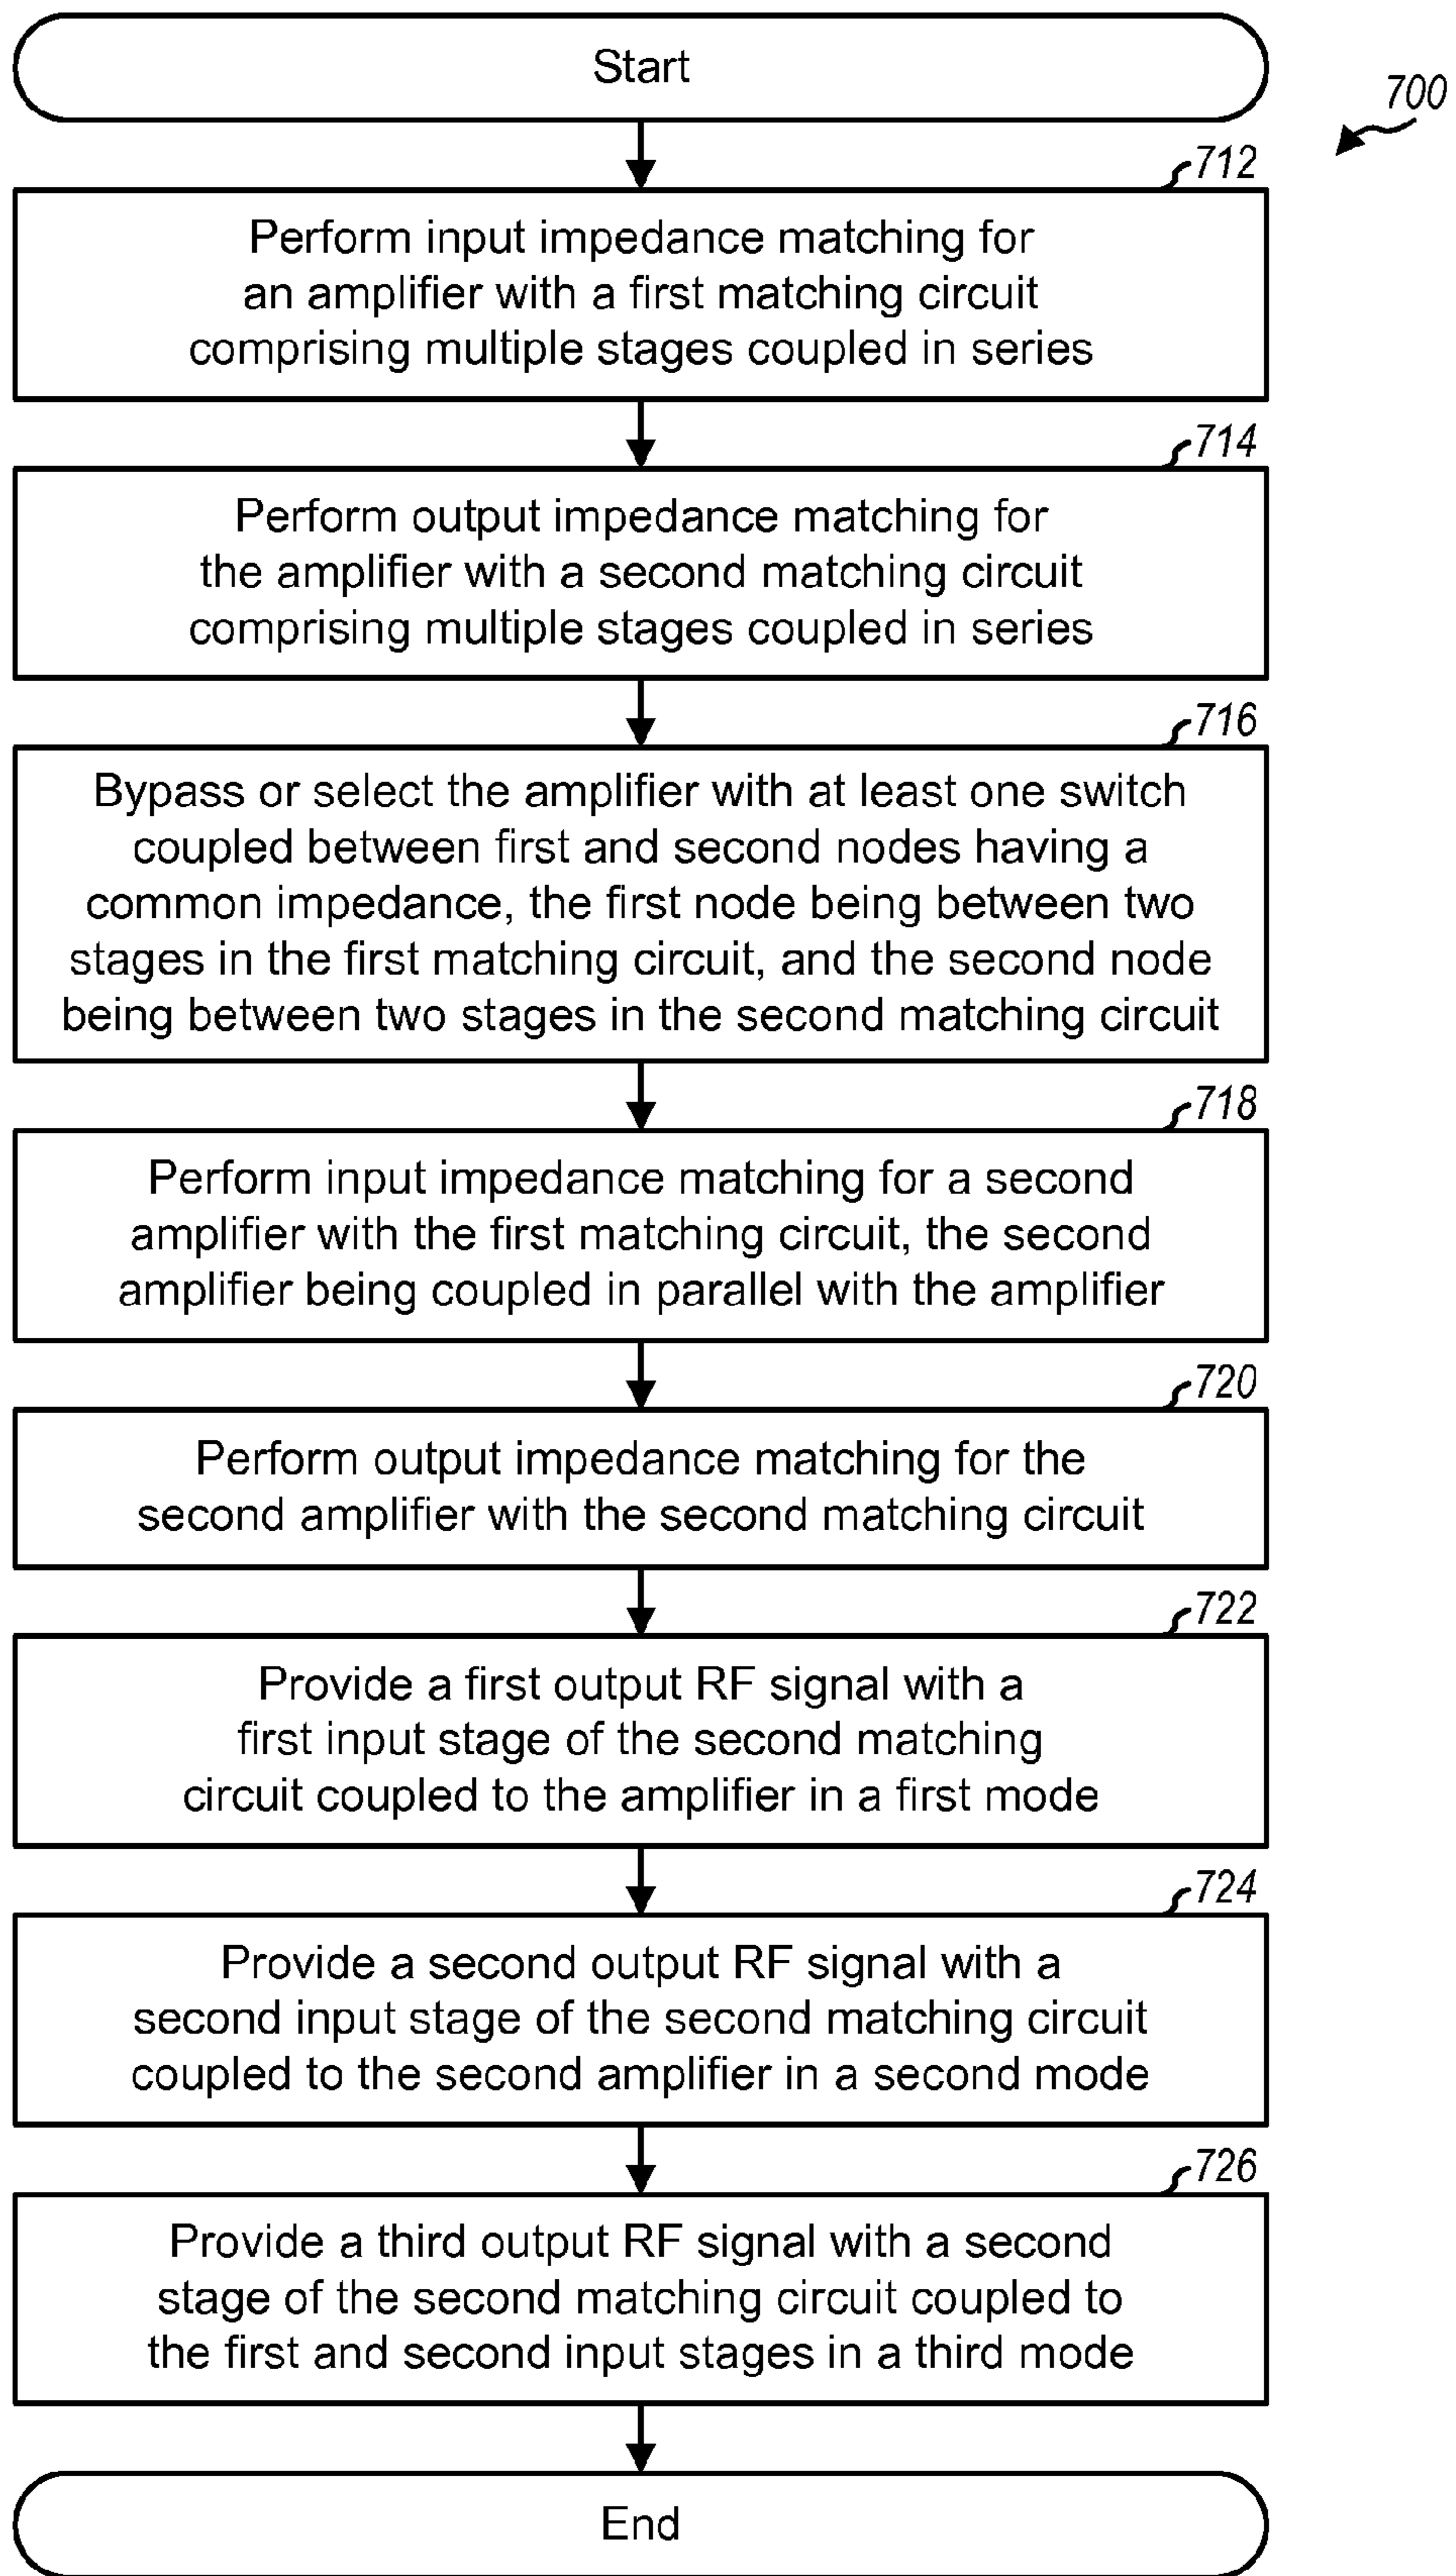 Start
700
712
Perform input impedance matching for
an amplifier with a first matching circuit
comprising multiple stages coupled in series
714
Perform output impedance matching for
the amplifier with a second matching circuit
comprising multiple stages coupled in series
716
Bypass or select the amplifier with at least one switch
coupled between first and second nodes having a
common impedance, the first node being between two
stages in the first matching circuit, and the second node
being between two stages in the second matching circuit
718
Perform input impedance matching for a second
amplifier with the first matching circuit, the second
amplifier being coupled in parallel with the amplifier
720
Perform output impedance matching for the
second amplifier with the second matching circuit
722
Provide a first output RF signal with a
first input stage of the second matching
circuit coupled to the amplifier in a first mode
724
Provide a second output RF signal with a
second input stage of the second matching circuit
coupled to the second amplifier in a second mode
726
Provide a third output RF signal with a second
stage of the second matching circuit coupled to
the first and second input stages in a third mode
End